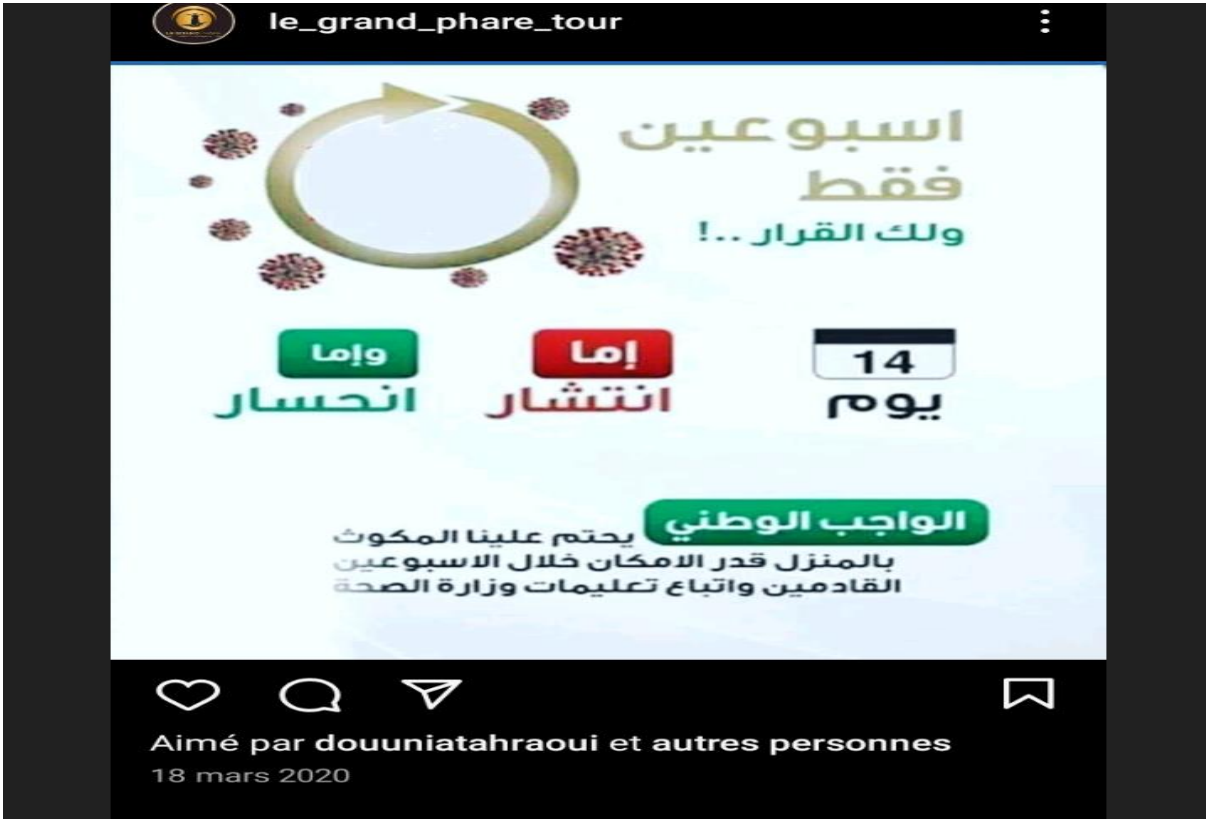 le_grand_phare_tour
اسبوعين
فقط
ولك القرار ..!
14
يوم
إما
انتشار
وإما
انحسار
الواجب الوطني يحتم علينا المكوث
بالمنزل قدر الامكان خلال الاسبوعين
القادمين واتباع تعليمات وزارة الصحة
Aimé par douuniatahraoui et autres personnes
18 mars 2020